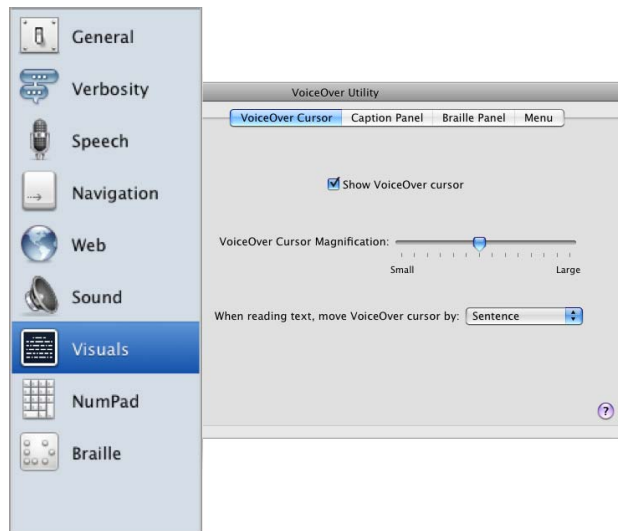 General
Verbosity
Speech
Navigation
Web
Sound
Visuals
NumPad
Braille
VoiceOver Utility
VoiceOver Cursor Caption Panel Braille Panel Menu
Show VoiceOver cursor
VoiceOver Cursor Magnification:
Small Large
When reading text, move VoiceOver cursor by: Sentence
?